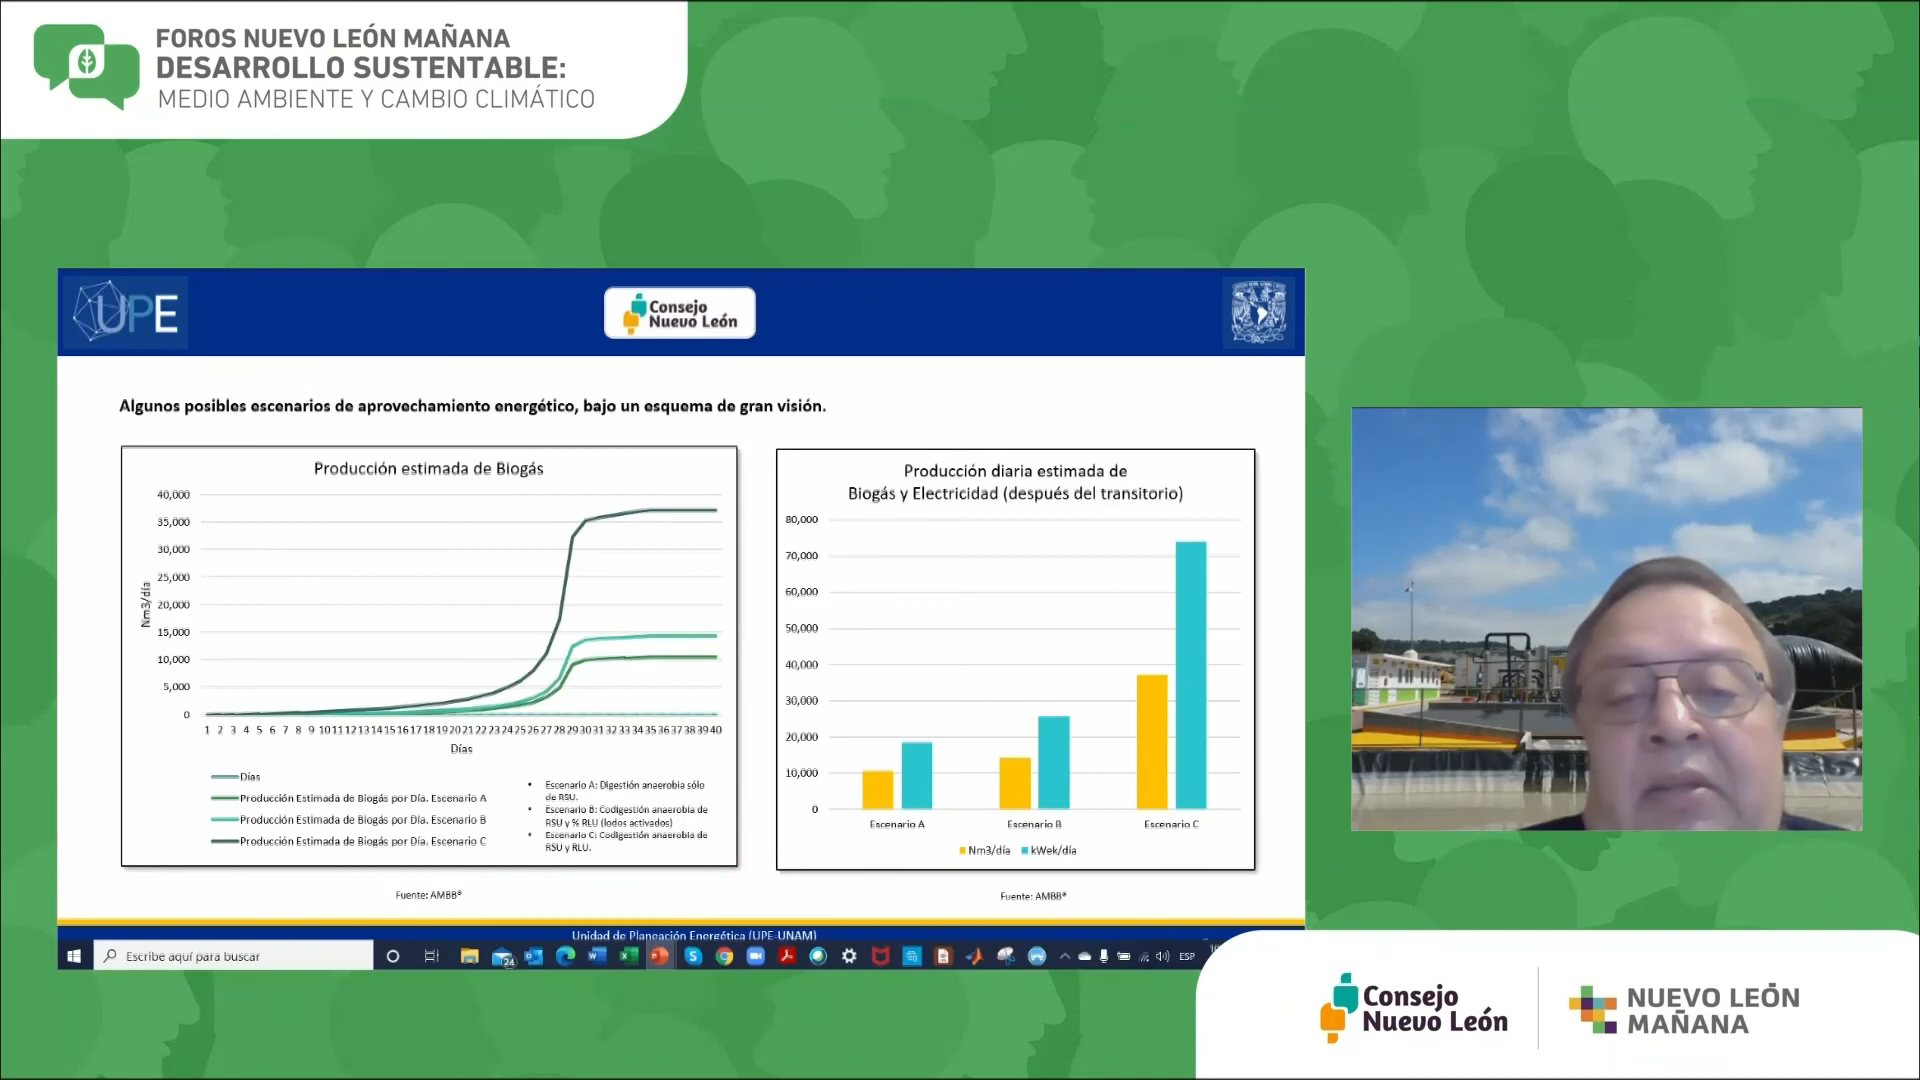 FOROS NUEVO LEÓN MAÑANA
DESARROLLO SUSTENTABLE:
MEDIO AMBIENTE Y CAMBIO CLIMÁTICO
UPE
Consejo
Nuevo León
Algunos posibles escenarios de aprovechamiento energético, bajo un esquema de gran visión.
Producción estimada de Biogás
40,000
35,000
30,000
25,000
20,000
15,000
10,000
5,000
0
Nm3/día
1 2 3 4 5 6 7 8 9 10 11 12 13 14 15 16 17 18 19 20 21 22 23 24 25 26 27 28 29 30 31 32 33 34 35 36 37 38 39 40
Días
Días
Producción Estimada de Biogás por Día. Escenario A
Producción Estimada de Biogás por Día. Escenario B
Producción Estimada de Biogás por Día. Escenario C
• Escenario A: Digestión anaerobia sólo
de RSU.
• Escenario B: Codigestión anaerobia de
RSU y % RLU (lodos activados)
• Escenario C: Codigestión anaerobia de
RSU y RLU.
Fuente: AMBB®
Producción diaria estimada de
Biogás y Electricidad (después del transitorio)
80,000
70,000
60,000
50,000
40,000
30,000
20,000
10,000
0
Escenario A
Escenario B
Escenario C
Nm3/día
kWek/día
Fuente: AMBB®
Unidad de Planeación Energética (UPE-UNAM)
Escribe aquí para buscar
24
ESP
Consejo
Nuevo León
NUEVO LEÓN
MAÑANA